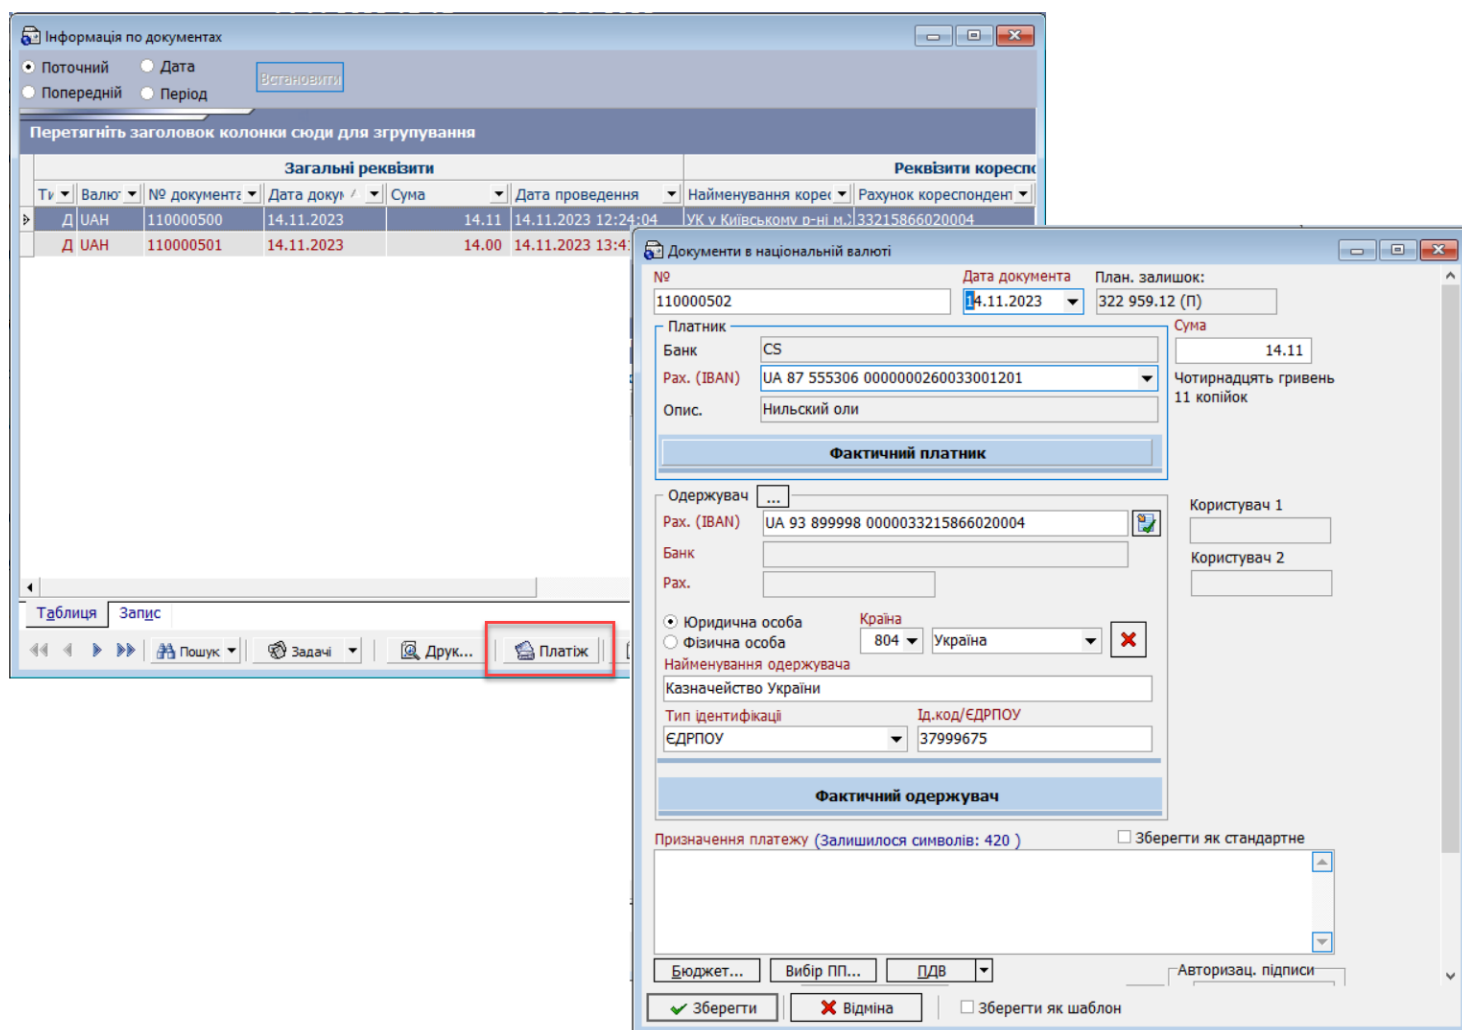 Інформація по документах
Поточний
Дата
Встановити
Попередній
Період
Перетягніть заголовок колонки сюди для згрупування
Загальні реквізити
Реквізити кореспо
Ти
Валю
№ документа
Дата докум
Сума
Дата проведення
Найменування корес
Рахунок кореспондент
Д UAH 110000500 14.11.2023 14.11 14.11.2023 12:24:04 УК у Київському р-ні м. 33215866020004
Д UAH 110000501 14.11.2023 14.00 14.11.2023 13:41
Таблиця
Запис
Пошук
Задачі
Друк...
Платіж
Документи в національній валюті
№
Дата документа
План. залишок:
110000502
14.11.2023
322 959.12 (П)
Платник
Сума
Банк
CS
14.11
Рах. (IBAN)
UA 87 555306 0000000260033001201
Чотирнадцять гривень
11 копійок
Опис.
Нильский оли
Фактичний платник
Одержувач
...
Користувач 1
Рах. (IBAN)
UA 93 899998 0000033215866020004
Банк
Користувач 2
Рах.
Юридична особа
Країна
Фізична особа
804
Україна
Найменування одержувача
Казначейство України
Тип ідентифікації
Ід.код/ЄДРПОУ
ЄДРПОУ
37999675
Фактичний одержувач
Призначення платежу (Залишилося символів: 420 )
Зберегти як стандартне
Бюджет...
Вибір ПП...
ПДВ
Авторизац. підписи
Зберегти
Відміна
Зберегти як шаблон